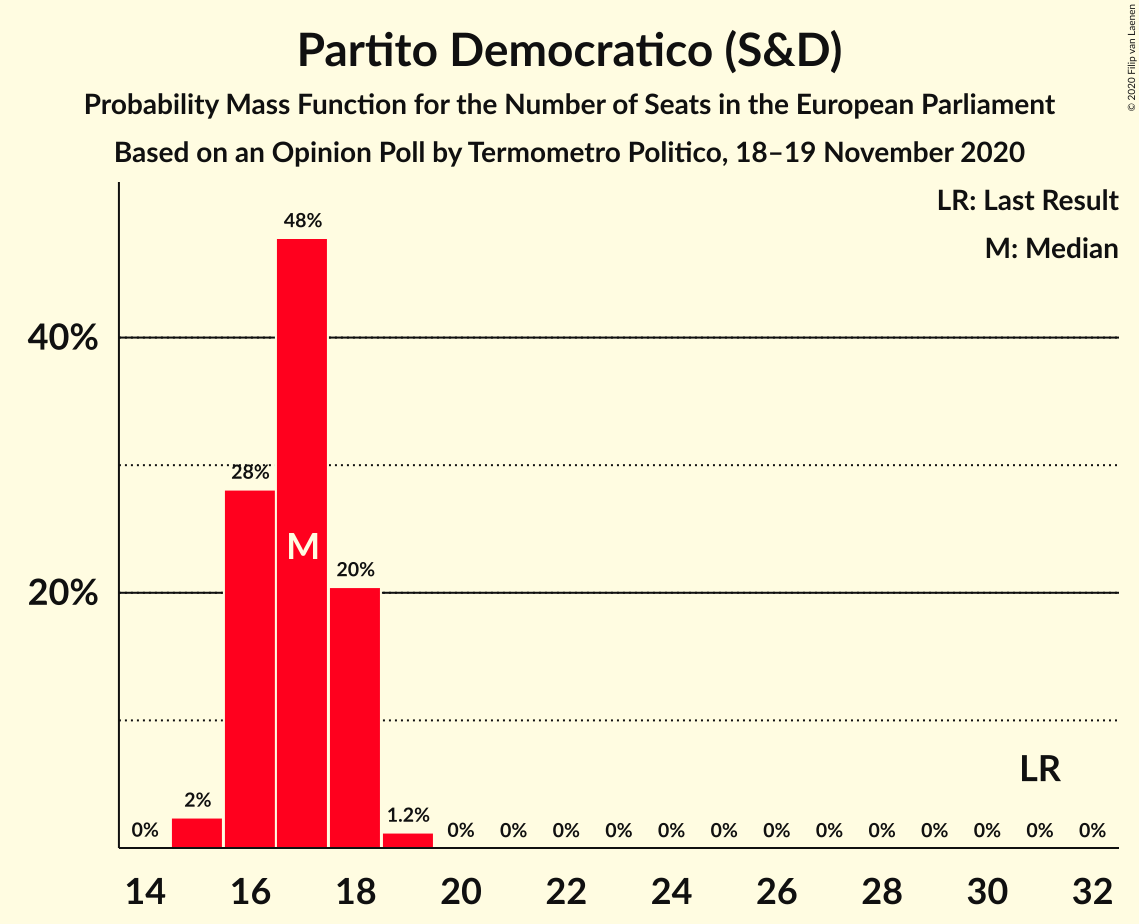 Partito Democratico (S&D)
Probability Mass Function for the Number of Seats in the European Parliament
Based on an Opinion Poll by Termometro Politico, 18–19 November 2020
© 2020 Filip van Laenen
LR: Last Result
M: Median
48%
40%
28%
M
20%
20%
LR
2%
1.2%
0%
0% 0% 0% 0% 0% 0% 0% 0% 0% 0% 0% 0% 0%
14 16 18 20 22 24 26 28 30 32